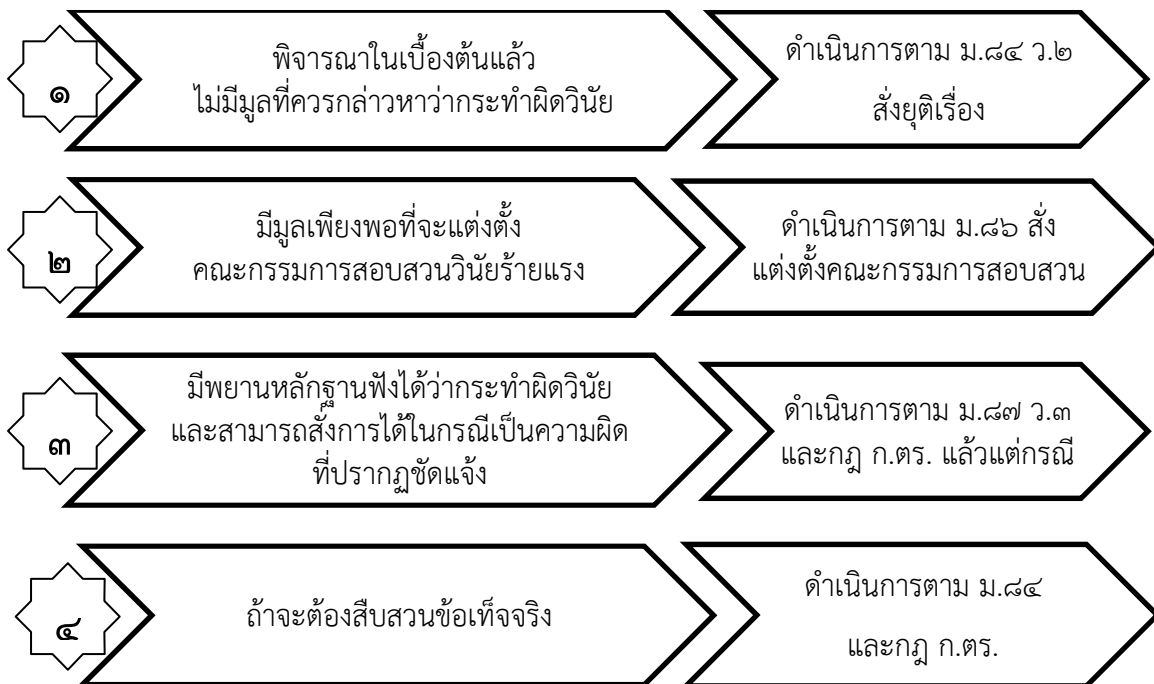 ๑
พิจารณาในเบื้องต้นแล้ว
ไม่มีมูลที่ควรกล่าวหาว่ากระทำผิดวินัย
ดำเนินการตาม ม.๘๔ ว.๒
สั่งยุติเรื่อง
๒
มีมูลเพียงพอที่จะแต่งตั้ง
คณะกรรมการสอบสวนวินัยร้ายแรง
ดำเนินการตาม ม.๘๖ สั่ง
แต่งตั้งคณะกรรมการสอบสวน
๓
มีพยานหลักฐานฟังได้ว่ากระทำผิดวินัย
และสามารถสั่งการได้ในกรณีเป็นความผิด
ที่ปรากฏชัดแจ้ง
ดำเนินการตาม ม.๘๗ ว.๓
และกฎ ก.ตร. แล้วแต่กรณี
๔
ถ้าจะต้องสืบสวนข้อเท็จจริง
ดำเนินการตาม ม.๘๔
และกฎ ก.ตร.